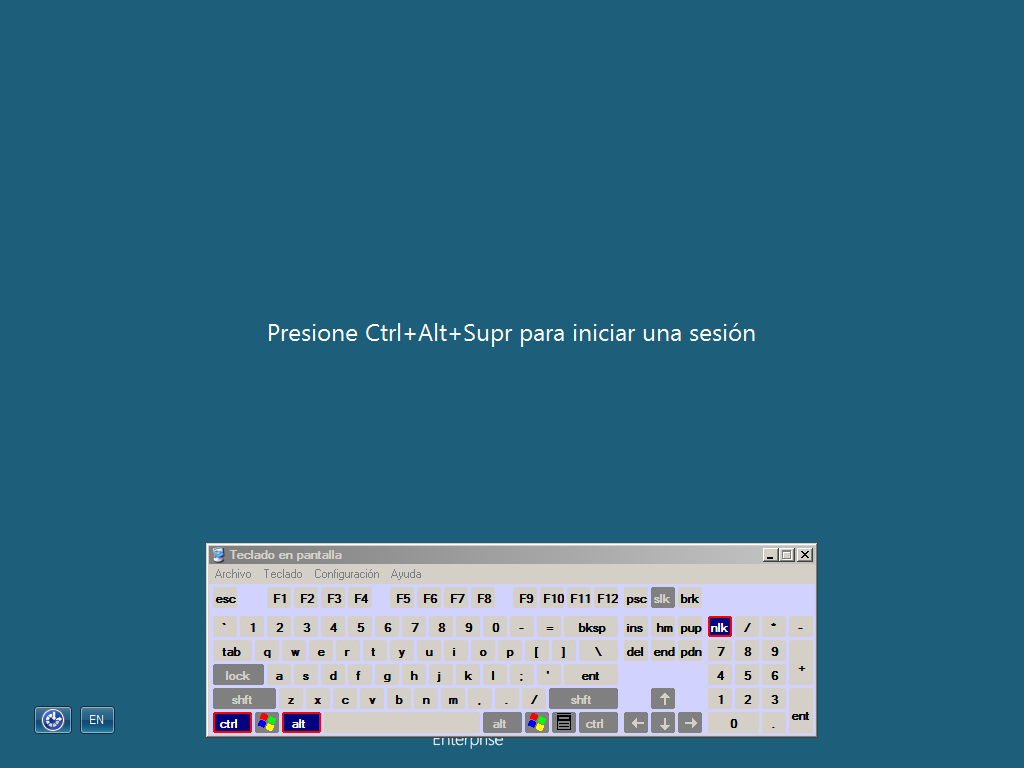 Presione Ctrl+Alt+Supr para iniciar una sesión
Teclado en pantalla
Archivo Teclado Configuración Ayuda
esc F1 F2 F3 F4 F5 F6 F7 F8 F9 F10 F11 F12 psc slk brk
` 1 2 3 4 5 6 7 8 9 0 - = bksp ins hm pup nlk / * -
tab q w e r t y u i o p [ ] \ del end pdn 7 8 9
lock a s d f g h j k l ; ' ent 4 5 6 +
shft z x c v b n m , . / shft ↑ 1 2 3
ctrl alt alt ctrl ← ↓ → 0 . ent
EN
Enterprise